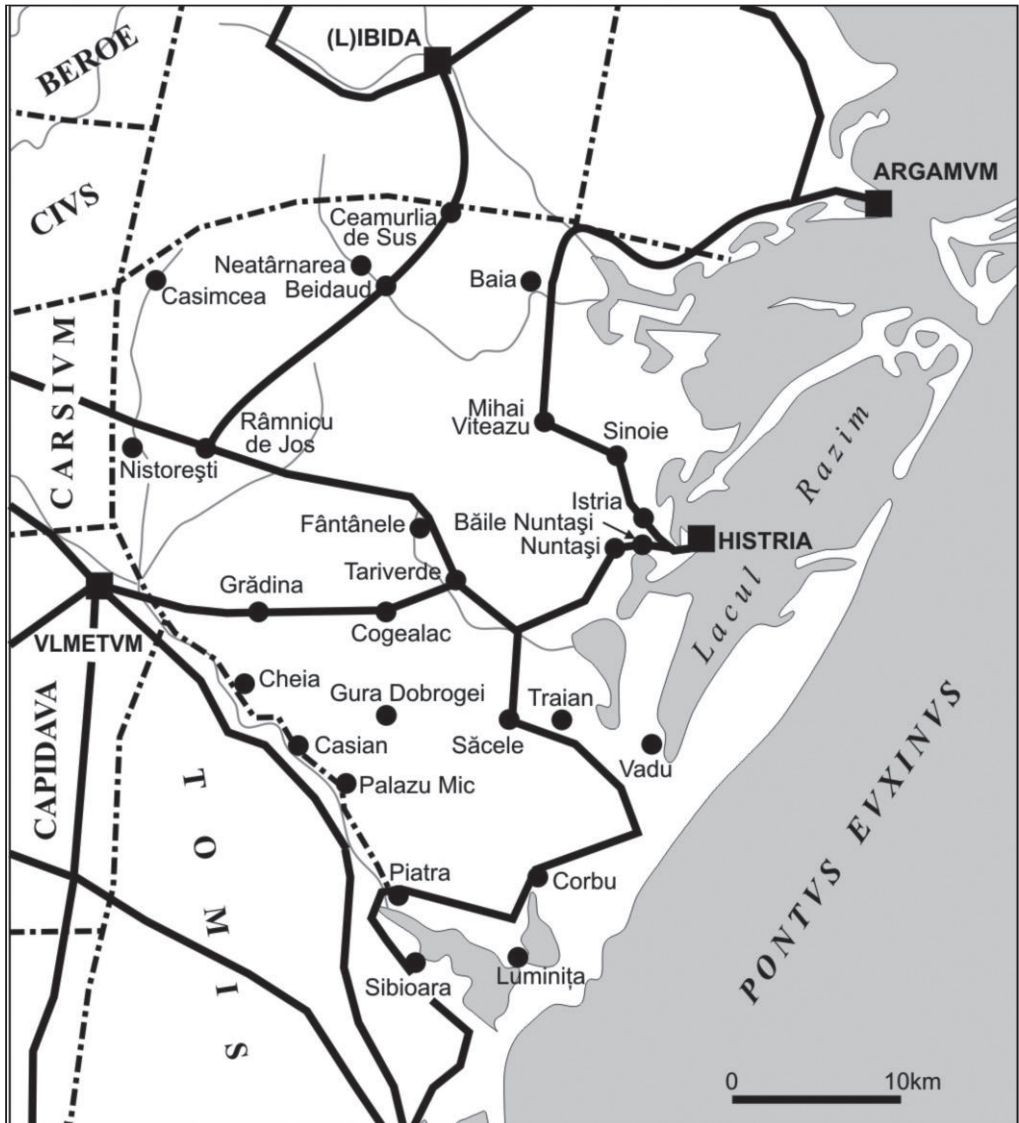 BEROE
(L)IBIDA
CIVS
ARGAMVM
Ceamurlia
de Sus
Neatârnarea
Beidaud
Casimcea
Baia
CARSIVM
Râmnicu
de Jos
Nistorești
Mihai
Viteazu
Sinoie
Lacul Razim
Istria
Fântânele
Băile Nuntași
Nuntași
HISTRIA
Tariverde
Grădina
Cogealac
VLMETVM
Cheia
Gura Dobrogei
Traian
Casian
Săcele
Vadu
CAPIDAVA
Palazu Mic
TOMIS
PONTVS EVXINVS
Piatra
Corbu
Sibioara
Luminița
0 10km